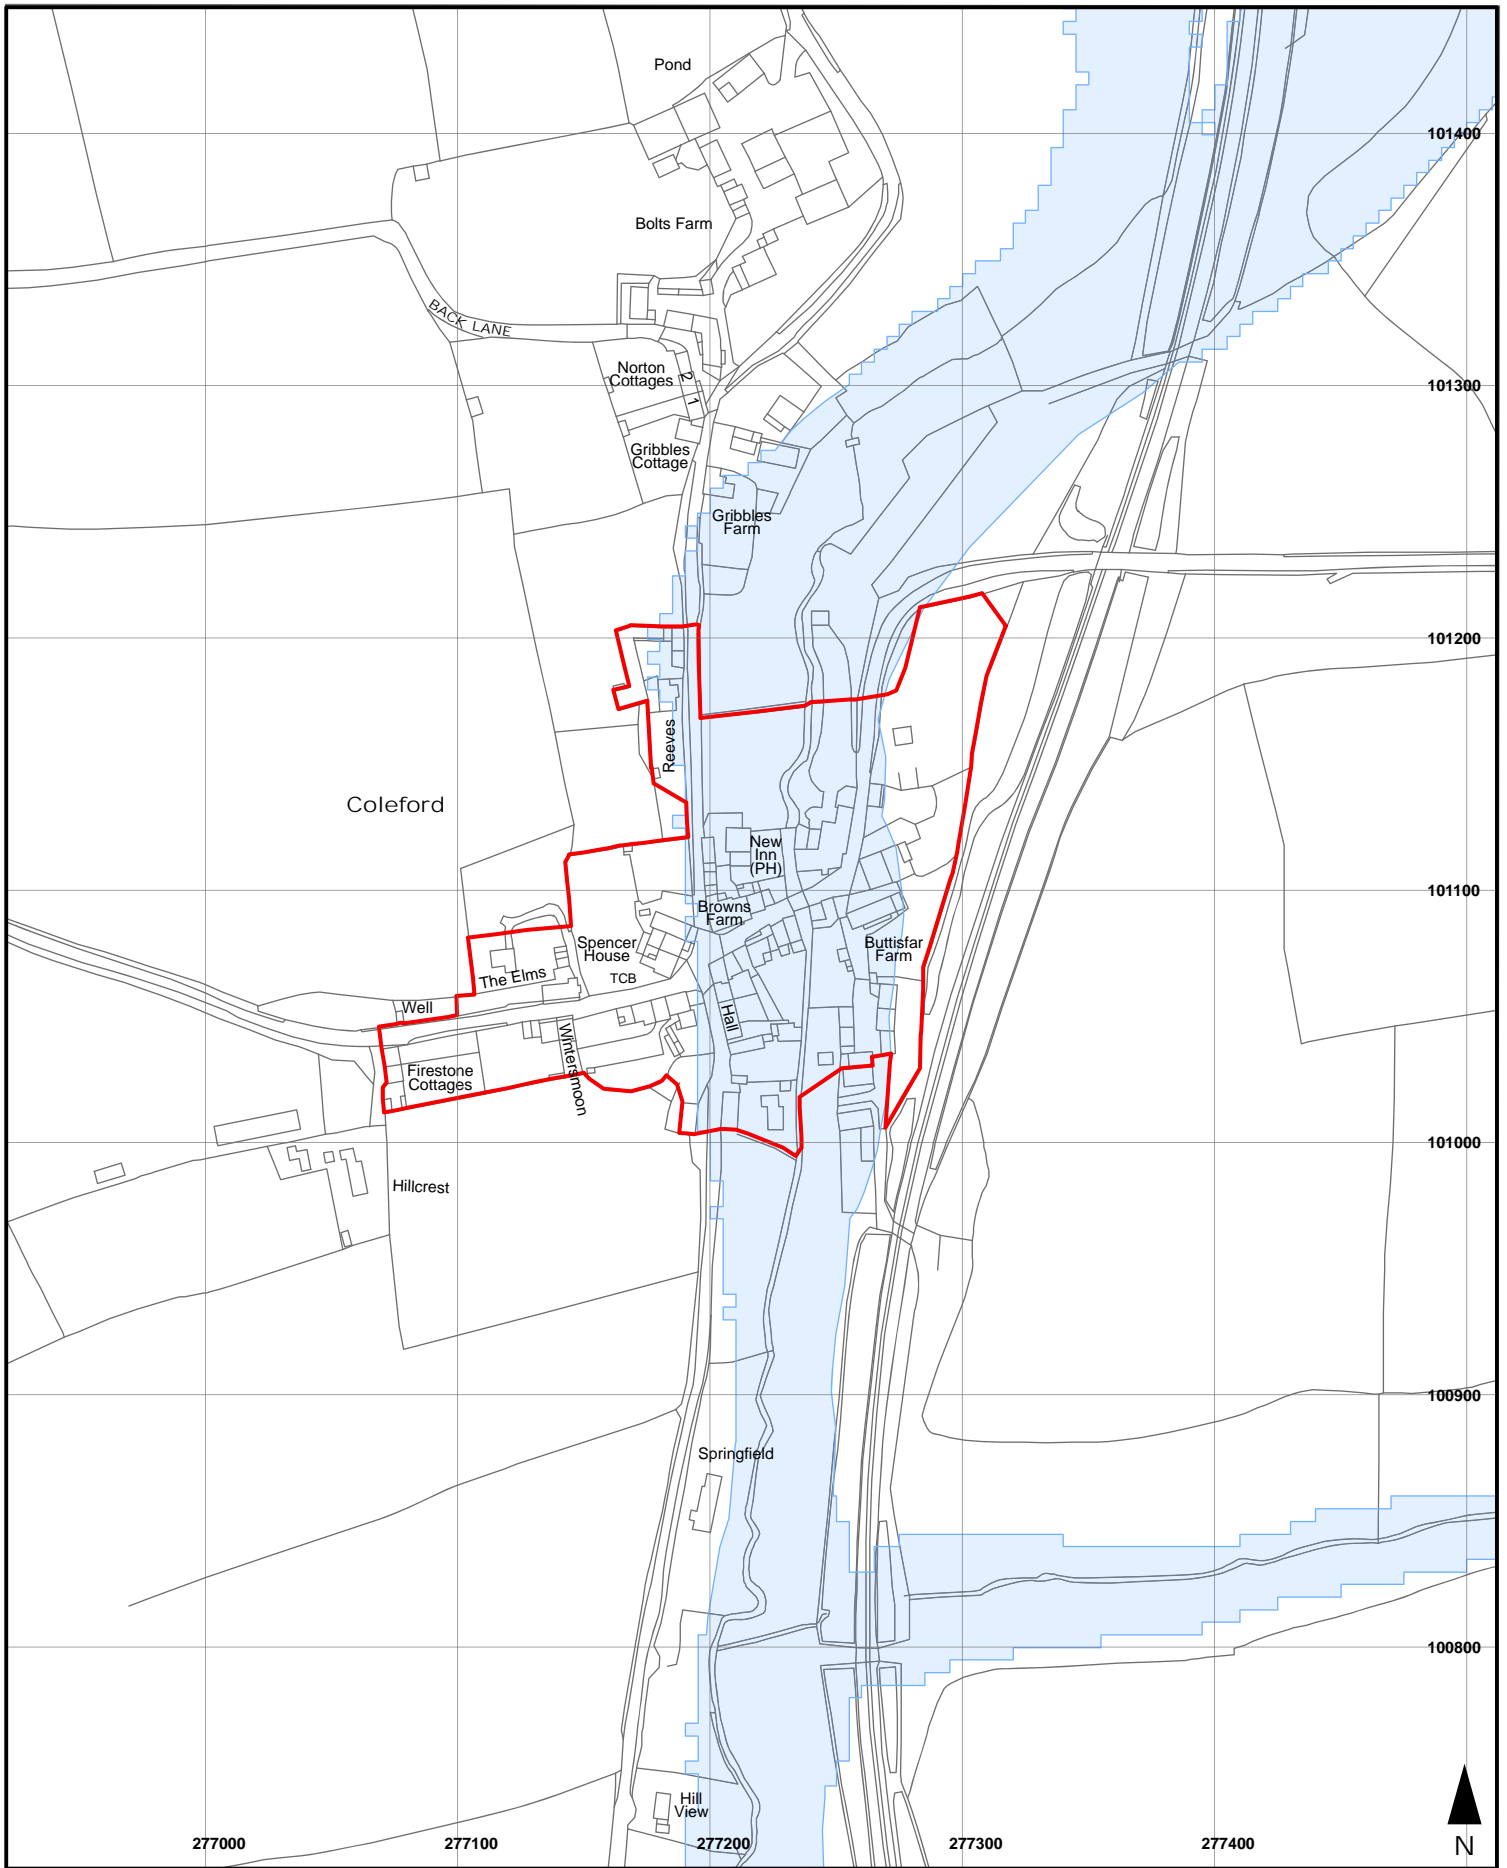 Pond
101400
Bolts Farm
BACK LANE
Norton
Cottages
2
1
101300
Gribbles
Cottage
Gribbles
Farm
101200
Reeves
Coleford
New
Inn
(PH)
101100
Browns
Farm
Spencer
House
Buttisfar
Farm
The Elms
TCB
Well
Hall
Wintersmoon
Firestone
Cottages
101000
Hillcrest
100900
Springfield
100800
Hill
View
277000
277100
277200
277300
277400
N